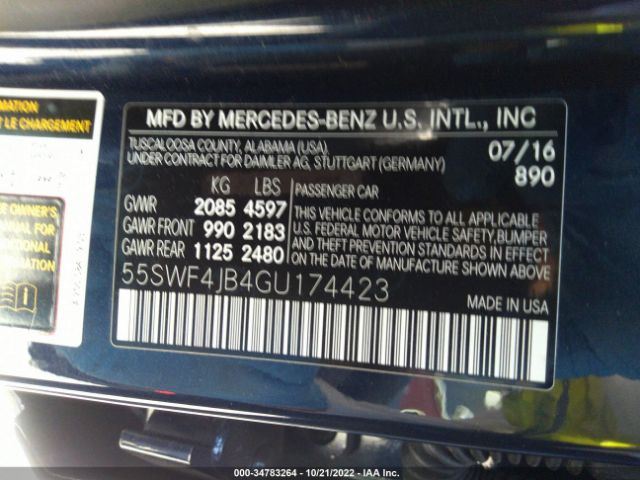 MATION
T LE CHARGEMENT
E OWNER'S
MANUAL FOR
MFD BY MERCEDES-BENZ U.S. INTL., INC
TUSCALOOSA COUNTY, ALABAMA (USA)
UNDER CONTRACT FOR DAIMLER AG, STUTTGART (GERMANY)
07/16
890
KG LBS
GVWR 2085 4597
GAWR FRONT 990 2183
GAWR REAR 1125 2480
PASSENGER CAR
THIS VEHICLE CONFORMS TO ALL APPLICABLE
U.S. FEDERAL MOTOR VEHICLE SAFETY,BUMPER
AND THEFT PREVENTION STANDARDS IN EFFECT
ON THE DATE OF MANUFACTURE SHOWN ABOVE.
55SWF4JB4GU174423
MADE IN USA
000-34783264 - 10/21/2022 - IAA Inc.